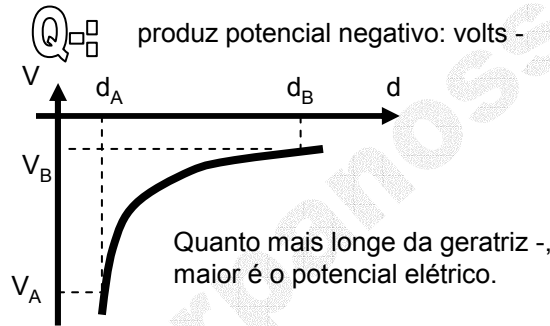 Q-
produz potencial negativo: volts -
V
d_A
d_B
d
V_B
Quanto mais longe da geratriz -,
maior é o potencial elétrico.
V_A